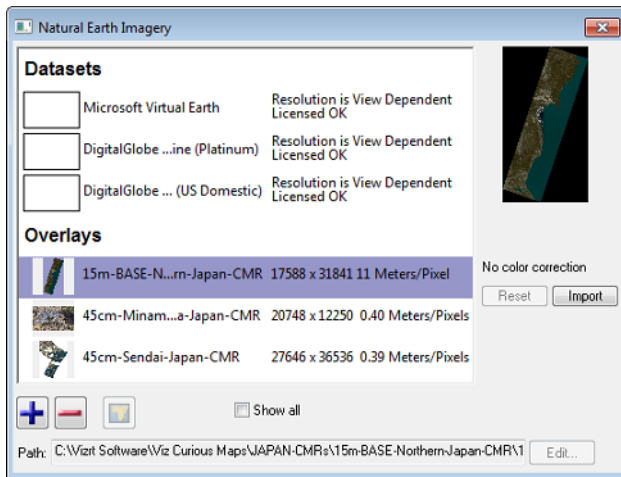 Natural Earth Imagery
Datasets
Microsoft Virtual Earth Resolution is View Dependent
Licensed OK
DigitalGlobe ...ine (Platinum) Resolution is View Dependent
Licensed OK
DigitalGlobe ... (US Domestic) Resolution is View Dependent
Licensed OK
Overlays
15m-BASE-N...rn-Japan-CMR 17588 x 31841 11 Meters/Pixel
45cm-Minam...a-Japan-CMR 20748 x 12250 0.40 Meters/Pixels
45cm-Sendai-Japan-CMR 27646 x 36536 0.39 Meters/Pixels
No color correction
Reset Import
Show all
Path: C:\Vizrt Software\Viz Curious Maps\JAPAN-CMRs\15m-BASE-Northern-Japan-CMR\1 Edit...